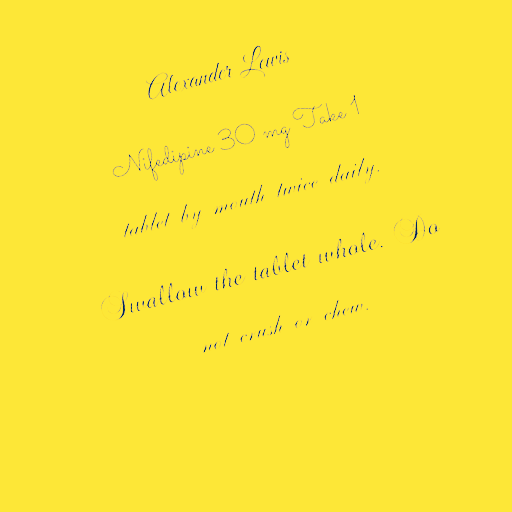 Alexander Lewis
Nifedipine 30 mg Take 1
tablet by mouth twice daily.
Swallow the tablet whole. Do
not crush or chew.